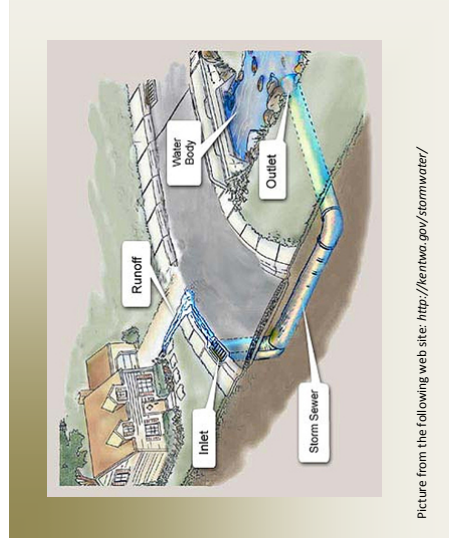 Runoff
Water
Body
Inlet
Outlet
Storm Sewer
Picture from the following web site: http://kentwa.gov/stormwater/